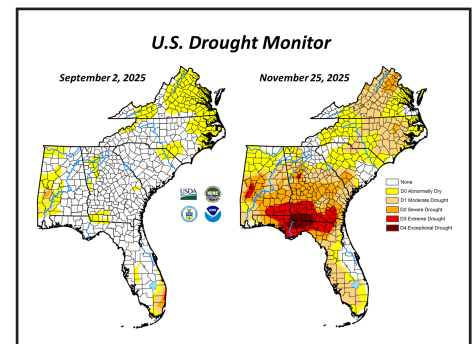 U.S. Drought Monitor
September 2, 2025
November 25, 2025
USDA
NDMC
None
D0 Abnormally Dry
D1 Moderate Drought
D2 Severe Drought
D3 Extreme Drought
D4 Exceptional Drought